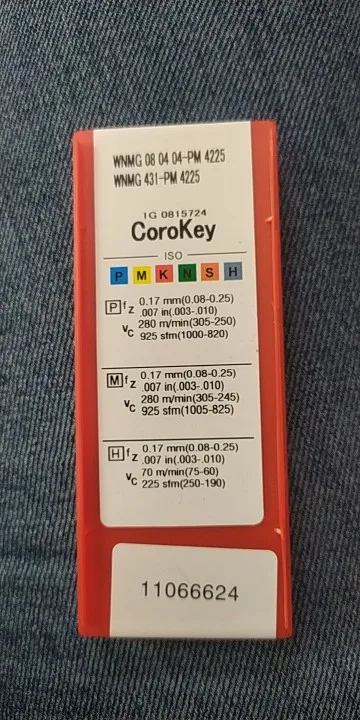 WNMG 08 04 04-PM 4225
WNMG 431-PM 4225
1G 0815724
CoroKey
ISO
P M K N S H
P fz 0.17 mm(0.08-0.25)
.007 in(.003-.010)
vc 280 m/min(305-250)
925 sfm(1000-820)
M fz 0.17 mm(0.08-0.25)
.007 in(.003-.010)
vc 280 m/min(305-245)
925 sfm(1005-825)
H fz 0.17 mm(0.08-0.25)
.007 in(.003-.010)
vc 70 m/min(75-60)
225 sfm(250-190)
11066624